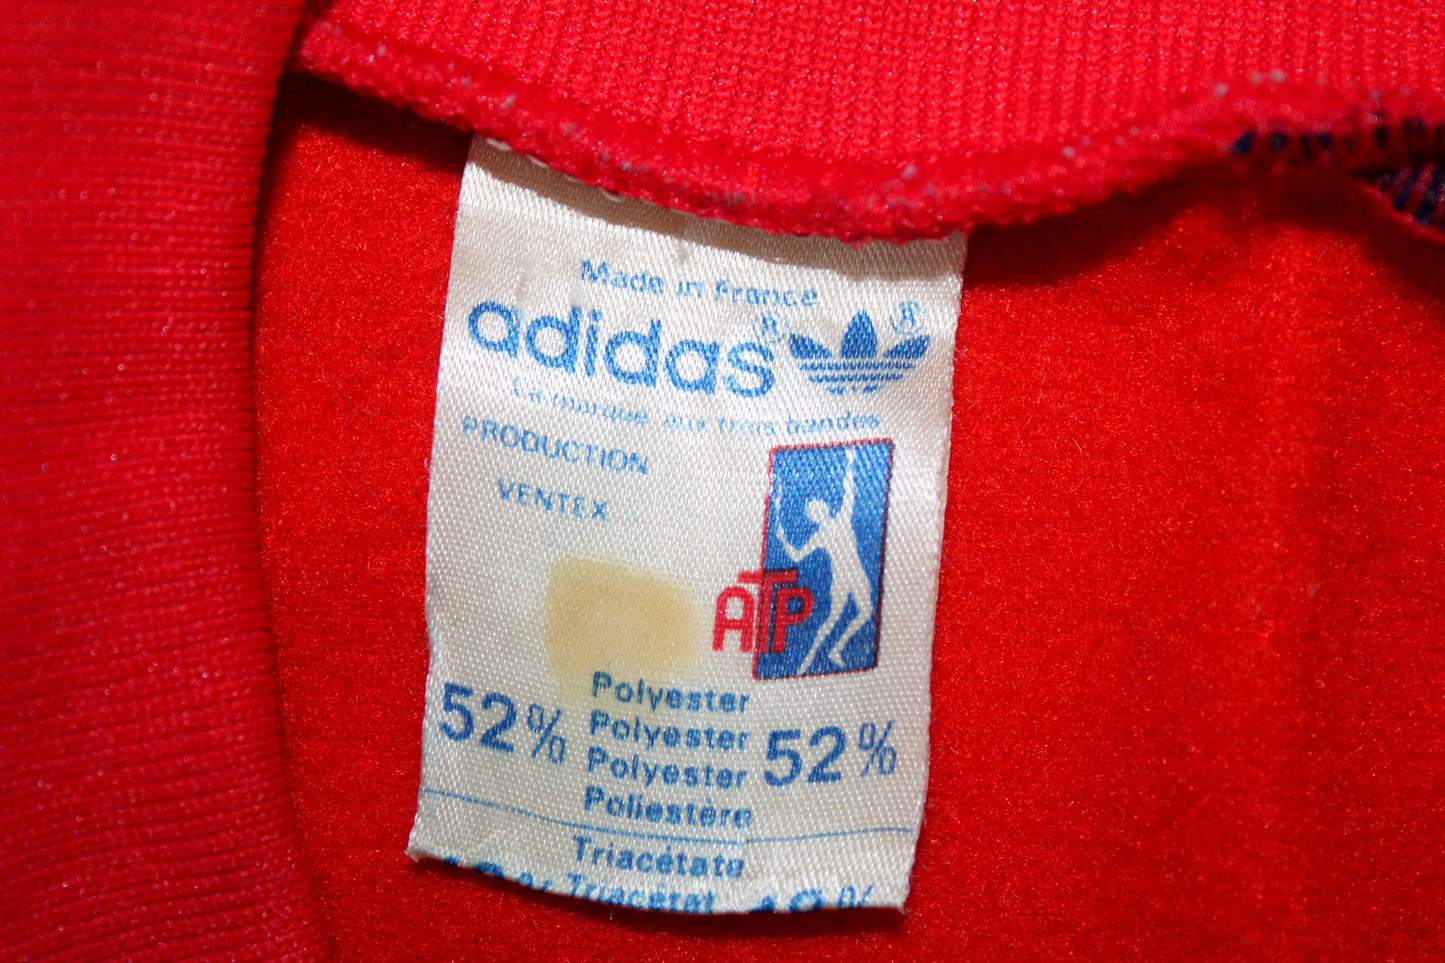 Made in france
adidas® ®
La marque aux trois bandes
PRODUCTION
VENTEX
ATP
Polyester
52% Polyester 52%
Polyester
Poliestère
Triacétate
Triacétat